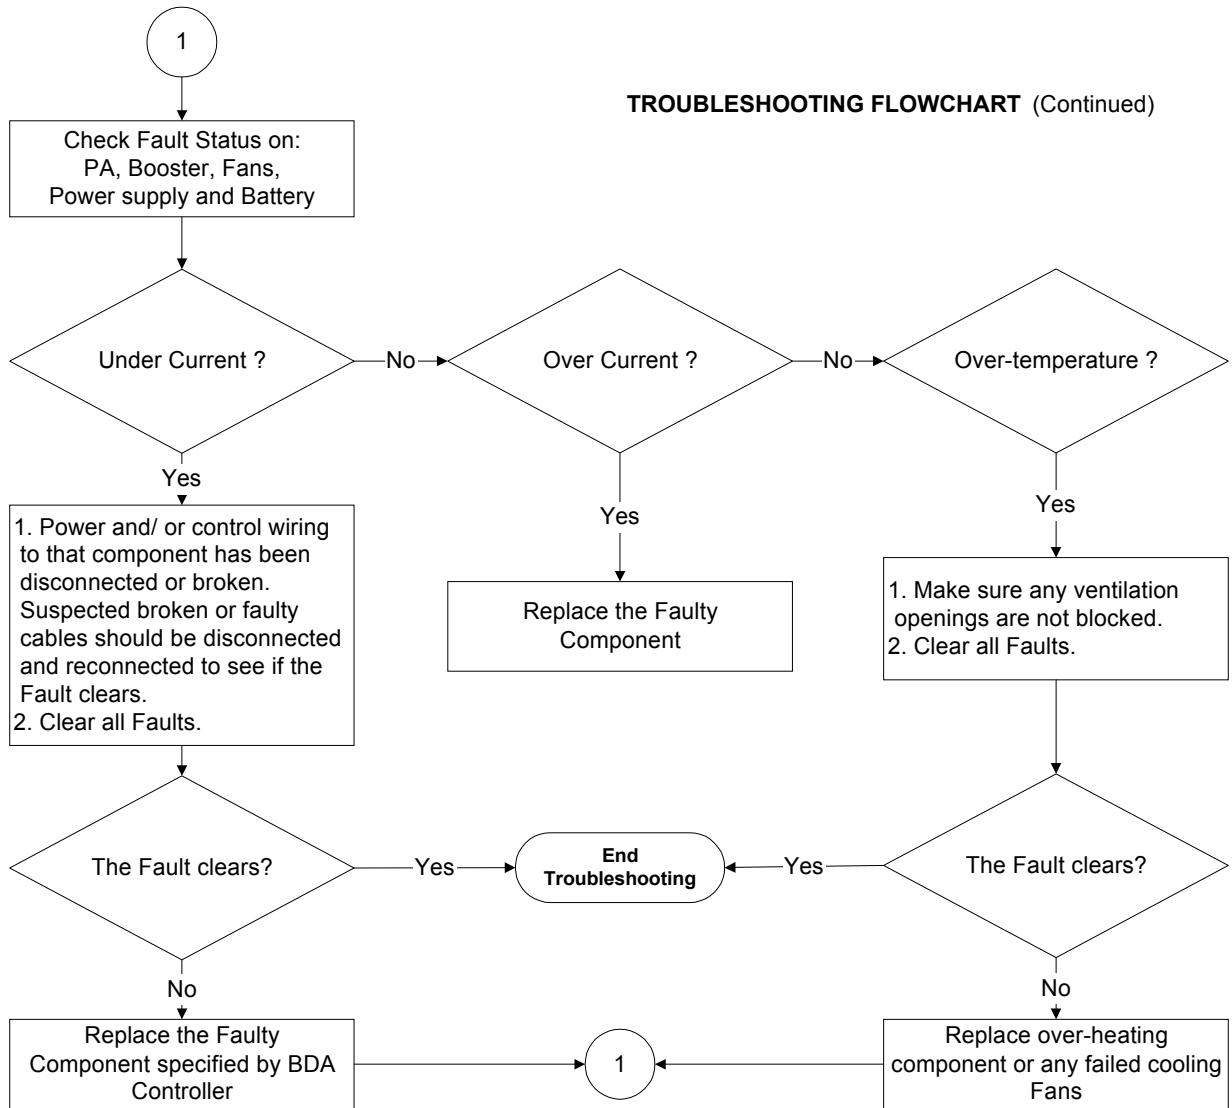 1
TROUBLESHOOTING FLOWCHART (Continued)
Check Fault Status on:
PA, Booster, Fans,
Power supply and Battery
Under Current ?
No
Over Current ?
No
Over-temperature ?
Yes
Yes
Yes
1. Power and/ or control wiring
to that component has been
disconnected or broken.
Suspected broken or faulty
cables should be disconnected
and reconnected to see if the
Fault clears.
2. Clear all Faults.
Replace the Faulty
Component
1. Make sure any ventilation
openings are not blocked.
2. Clear all Faults.
The Fault clears?
Yes
End
Troubleshooting
Yes
The Fault clears?
No
No
Replace the Faulty
Component specified by BDA
Controller
1
Replace over-heating
component or any failed cooling
Fans